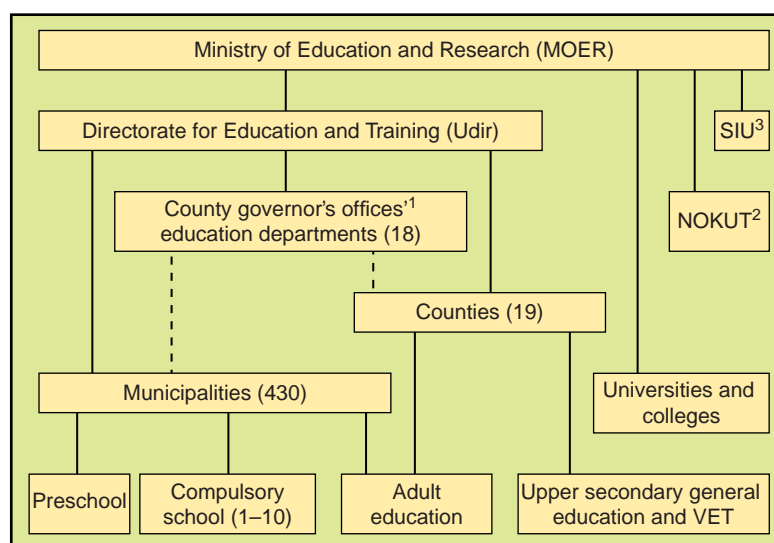 Ministry of Education and Research (MOER)
Directorate for Education and Training (Udir)
SIU³
County governor's offices'¹
education departments (18)
NOKUT²
Counties (19)
Municipalities (430)
Universities and
colleges
Preschool
Compulsory
school (1–10)
Adult
education
Upper secondary general
education and VET